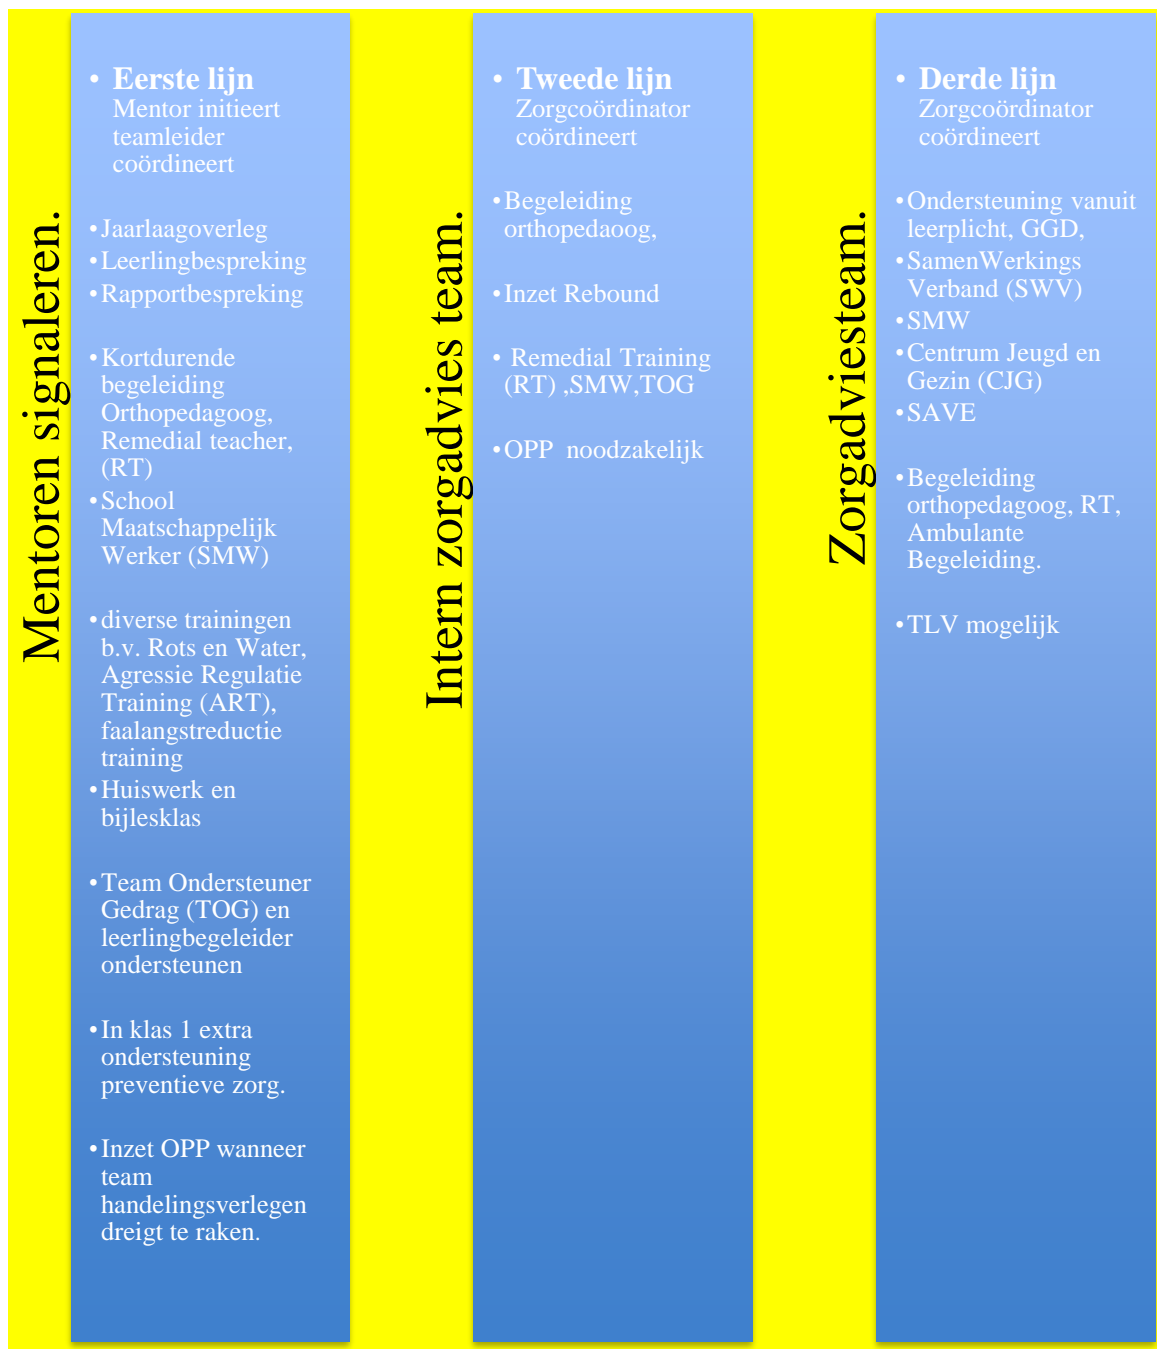 Mentoren signaleren.
• Eerste lijn
Mentor initieert
teamleider
coördineert
•Jaarlaagoverleg
•Leerlingbespreking
•Rapportbespreking
•Kortdurende
begeleiding
Orthopedagoog,
Remedial teacher,
(RT)
•School
Maatschappelijk
Werker (SMW)
•diverse trainingen
b.v. Rots en Water,
Agressie Regulatie
Training (ART),
faalangstreductie
training
•Huiswerk en
bijlesklas
•Team Ondersteuner
Gedrag (TOG) en
leerlingbegeleider
ondersteunen
•In klas 1 extra
ondersteuning
preventieve zorg.
•Inzet OPP wanneer
team
handelingsverlegen
dreigt te raken.
Intern zorgadvies team.
• Tweede lijn
Zorgcoördinator
coördineert
•Begeleiding
orthopedaoog,
•Inzet Rebound
• Remedial Training
(RT) ,SMW,TOG
•OPP noodzakelijk
Zorgadviesteam.
• Derde lijn
Zorgcoördinator
coördineert
•Ondersteuning vanuit
leerplicht, GGD,
•SamenWerkings
Verband (SWV)
•SMW
•Centrum Jeugd en
Gezin (CJG)
•SAVE
•Begeleiding
orthopedagoog, RT,
Ambulante
Begeleiding.
•TLV mogelijk